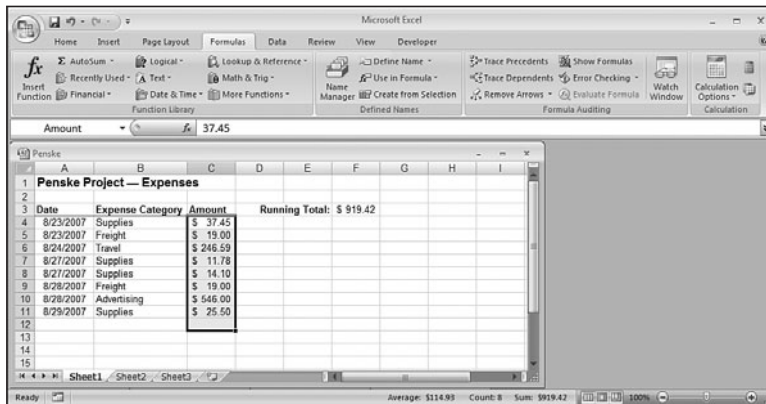 Microsoft Excel
Home Insert Page Layout Formulas Data Review View Developer
fx Insert Function
Σ AutoSum
Recently Used
Financial
Logical
Text
Date & Time
Lookup & Reference
Math & Trig
More Functions
Function Library
Name Manager
Define Name
Use in Formula
Create from Selection
Defined Names
Trace Precedents
Trace Dependents
Remove Arrows
Show Formulas
Error Checking
Evaluate Formula
Watch Window
Formula Auditing
Calculation Options
Calculation
Amount fx 37.45
Penske
A B C D E F G H I
1 Penske Project — Expenses
2
3 Date Expense Category Amount Running Total: $ 919.42
4 8/23/2007 Supplies $ 37.45
5 8/23/2007 Freight $ 19.00
6 8/24/2007 Travel $ 246.59
7 8/27/2007 Supplies $ 11.78
8 8/27/2007 Supplies $ 14.10
9 8/28/2007 Freight $ 19.00
10 8/28/2007 Advertising $ 546.00
11 8/29/2007 Supplies $ 25.50
12
13
14
15
Sheet1 Sheet2 Sheet3
Ready Average: $114.93 Count: 8 Sum: $919.42 100%